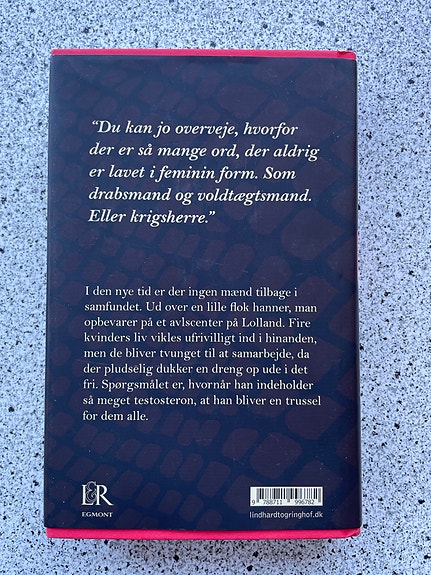 “Du kan jo overveje, hvorfor
der er så mange ord, der aldrig
er lavet i feminin form. Som
drabsmand og voldtægtsmand.
Eller krigsherre.”
I den nye tid er der ingen mænd tilbage i
samfundet. Ud over en lille flok hanner, man
opbevarer på et avlscenter på Lolland. Fire
kvinders liv vikles ufrivilligt ind i hinanden,
men de bliver tvunget til at samarbejde, da
der pludselig dukker en dreng op ude i det
fri. Spørgsmålet er, hvornår han indeholder
så meget testosteron, at han bliver en trussel
for dem alle.
L&R
EGMONT
9 788711 996782
lindhardtogringhof.dk